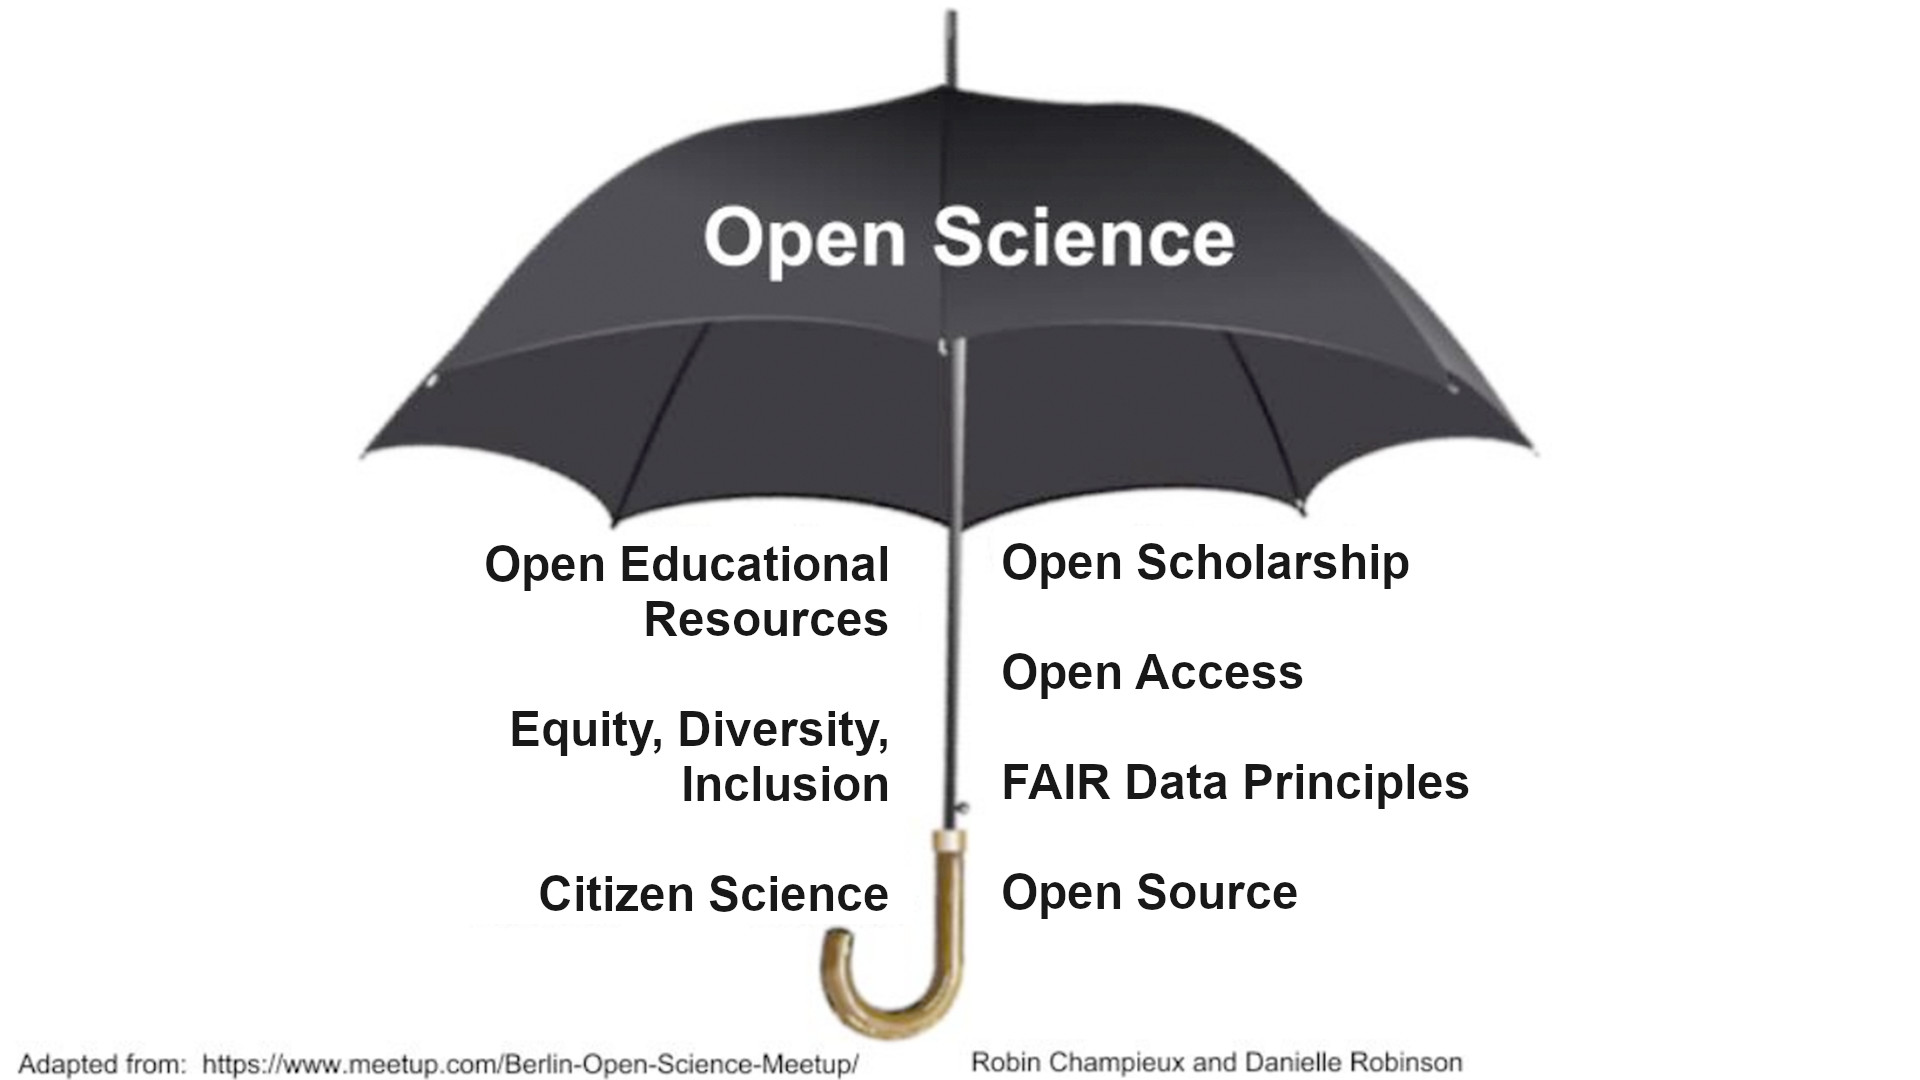 Open Science
Open Educational
Resources
Equity, Diversity,
Inclusion
Citizen Science
Open Scholarship
Open Access
FAIR Data Principles
Open Source
Adapted from: https://www.meetup.com/Berlin-Open-Science-Meetup/
Robin Champieux and Danielle Robinson